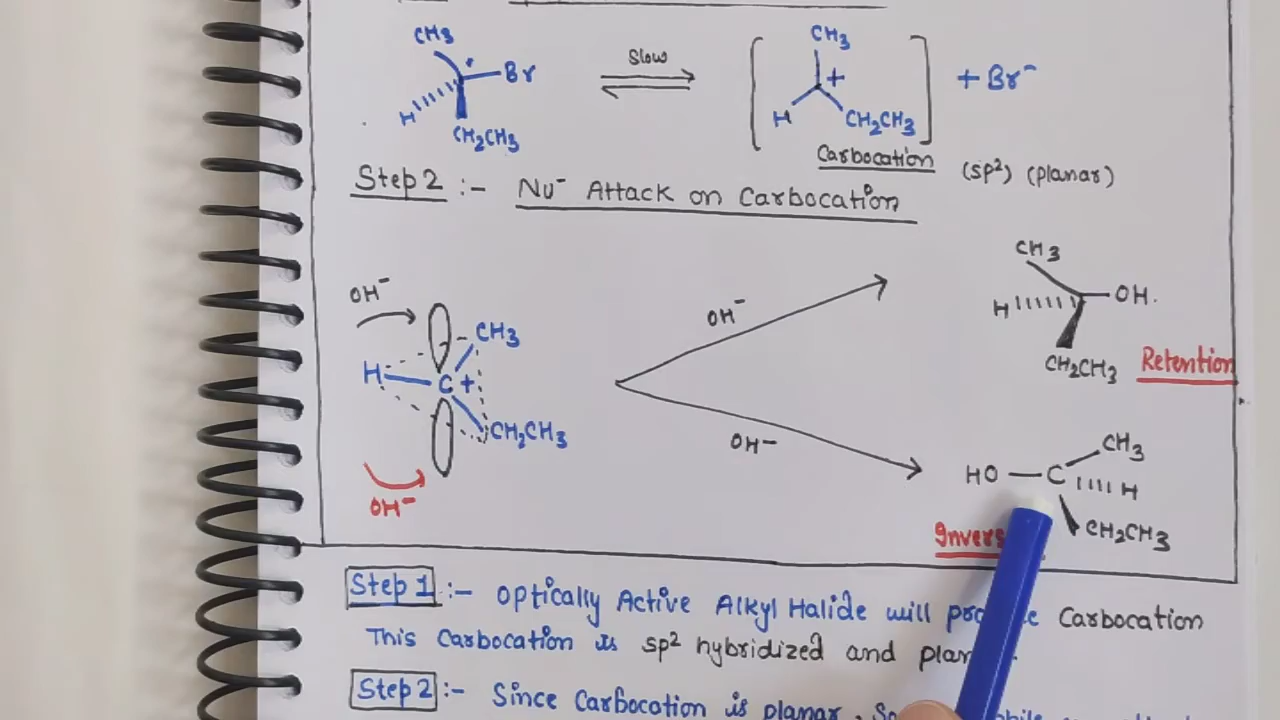 CH3
Br
H
CH2CH3
Slow
CH3
+
H
CH2CH3
+ Br-
Carbocation (sp2) (planar)
Step 2 :- Nu- Attack on Carbocation
OH-
H
C +
CH3
CH2CH3
OH-
OH-
OH-
CH3
H
OH.
CH2CH3
Retention
HO
C
CH3
H
CH2CH3
Step 1 :- Optically Active Alkyl Halide will Carbocation
This Carbocation is sp2 hybridized and
Step 2 :- Since Carbocation is planar,